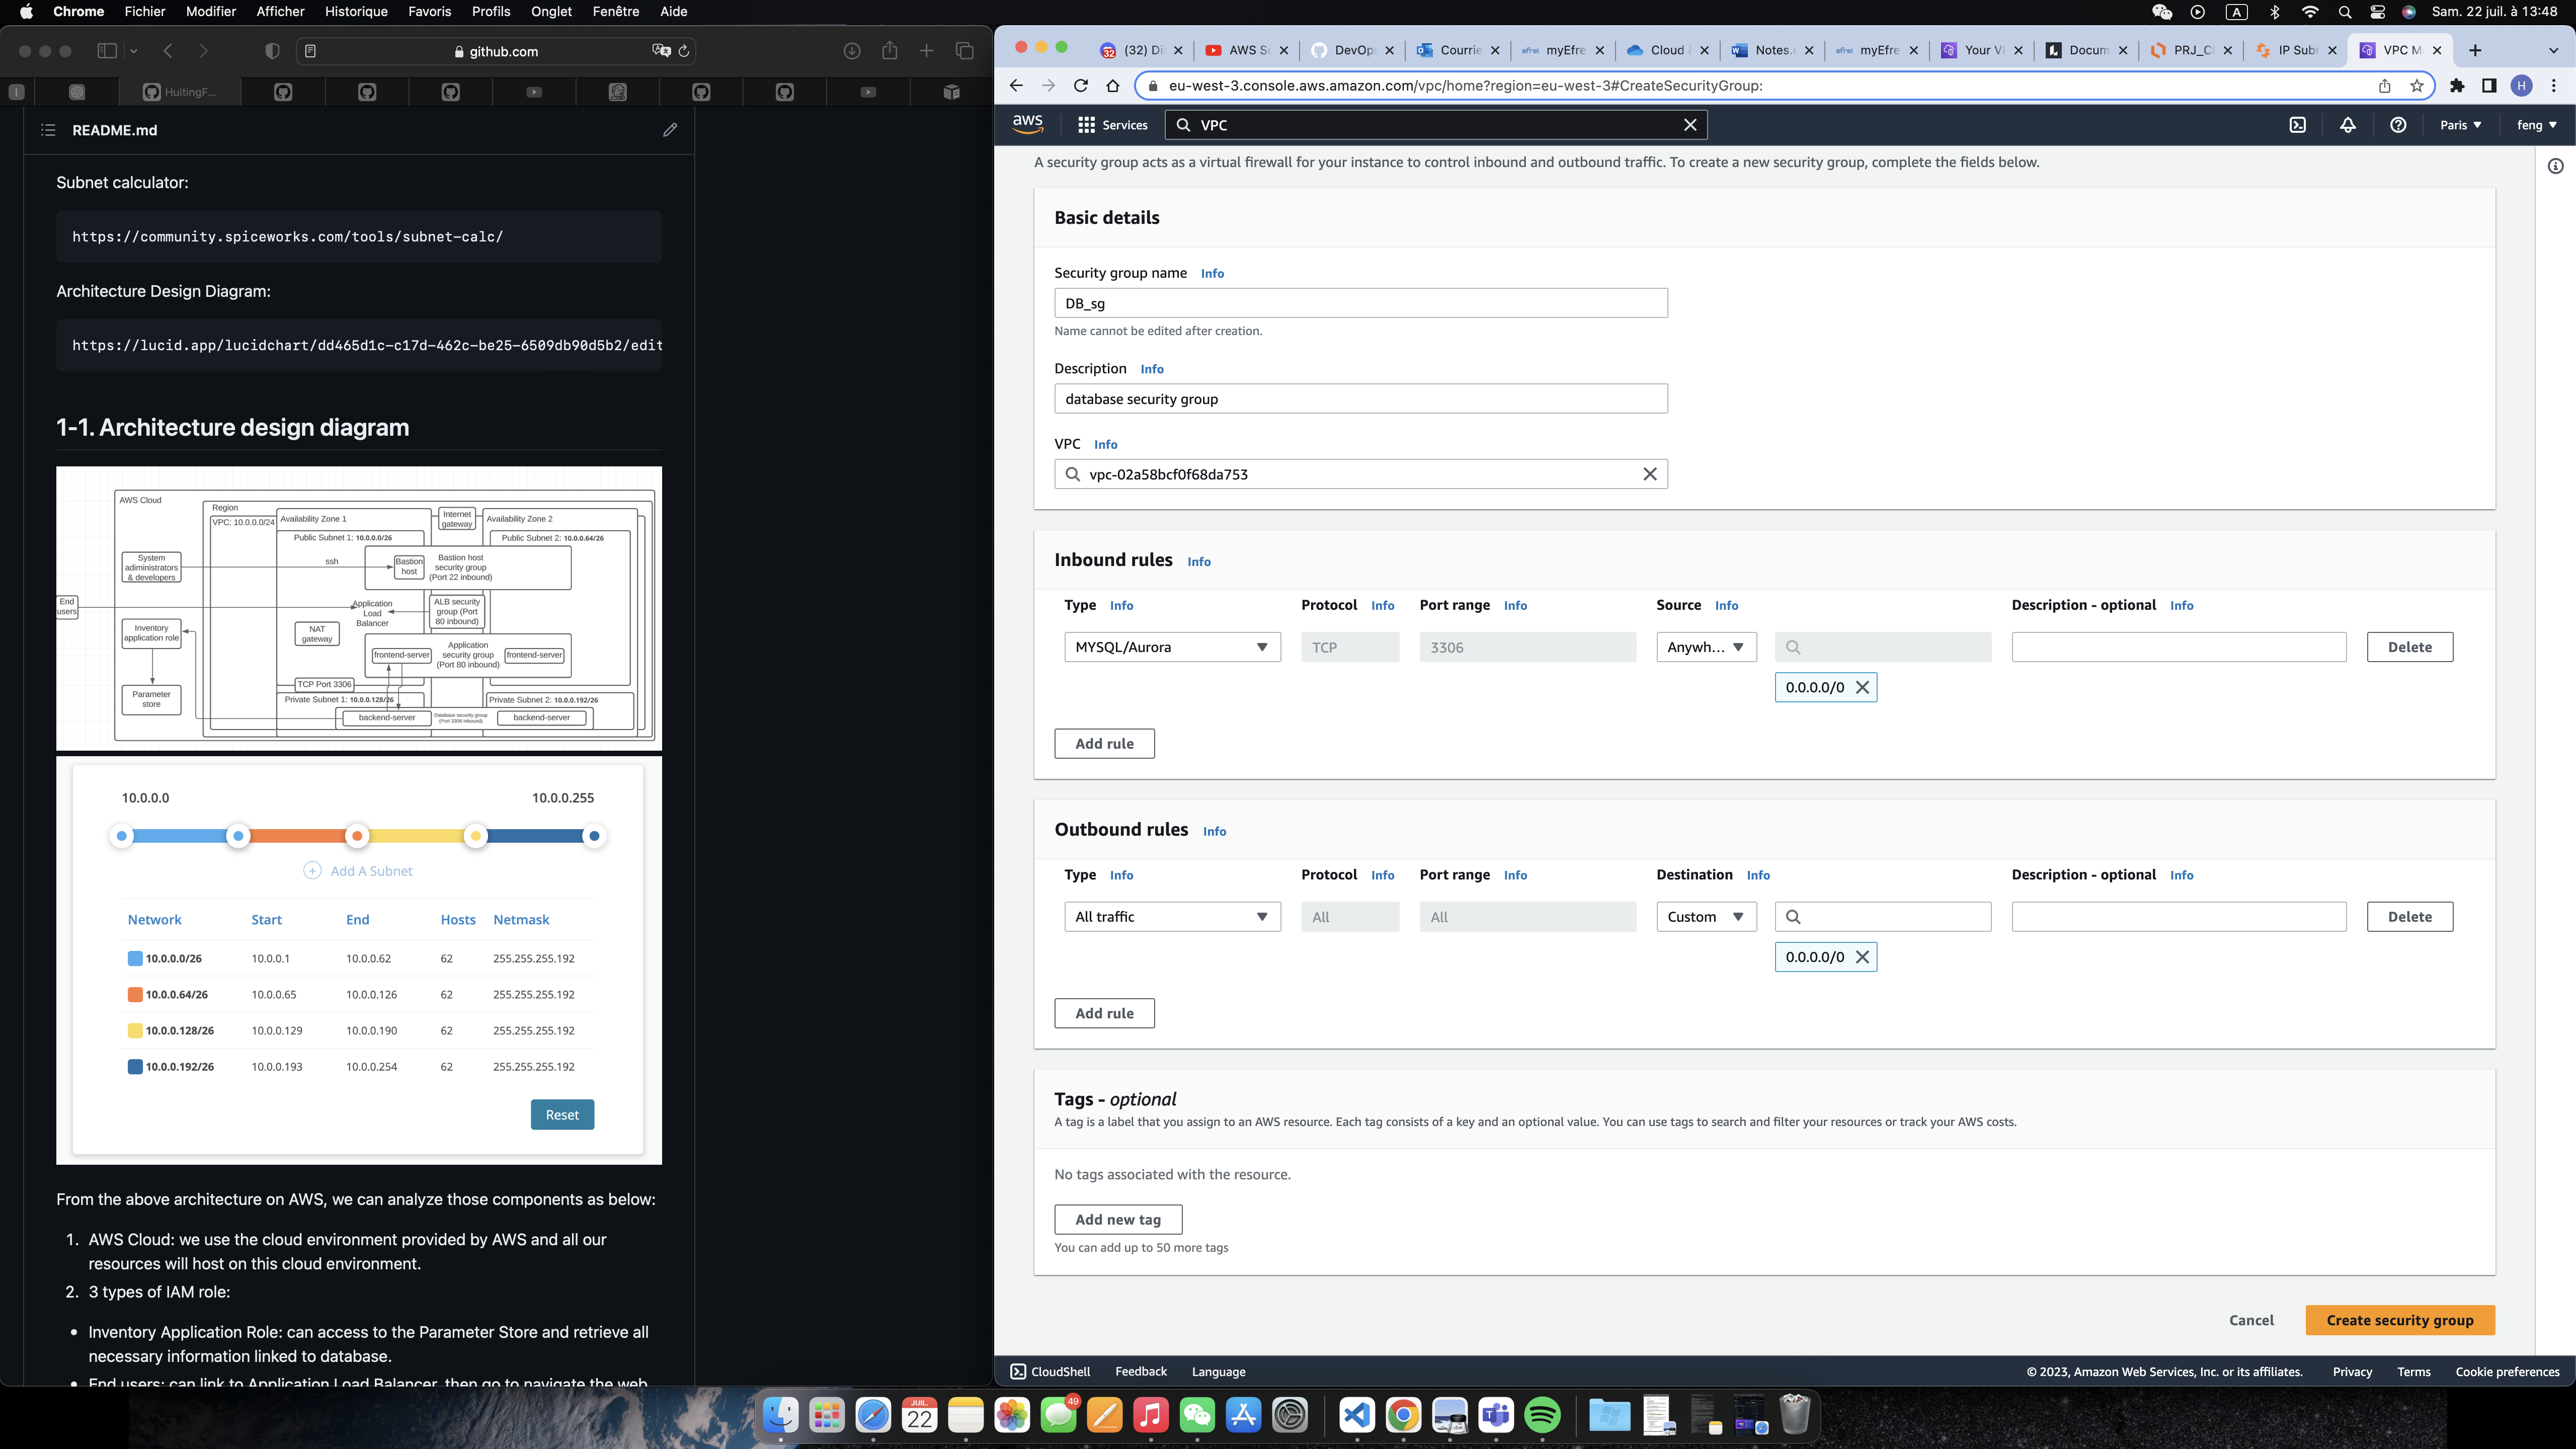 Chrome Fichier Modifier Afficher Historique Favoris Profils Onglet Fenêtre Aide
A Sam. 22 juil. à 13:48
github.com
HuitingF...
README.md
Subnet calculator:
https://community.spiceworks.com/tools/subnet-calc/
Architecture Design Diagram:
https://lucid.app/lucidchart/dd465d1c-c17d-462c-be25-6509db90d5b2/edit
1-1. Architecture design diagram
AWS Cloud
Region
VPC: 10.0.0.0/24
Availability Zone 1
Internet
gateway
Availability Zone 2
Public Subnet 1: 10.0.0.0/26
Public Subnet 2: 10.0.0.64/26
System
adiministrators
& developers
ssh
Bastion
host
Bastion host
security group
(Port 22 inbound)
End
users
Application
Load
Balancer
ALB security
group (Port
80 inbound)
Inventory
application role
NAT
gateway
Application
security group
(Port 80 inbound)
frontend-server
frontend-server
TCP Port 3306
Parameter
store
Private Subnet 1: 10.0.0.128/26
Private Subnet 2: 10.0.0.192/26
backend-server
Database security group
(Port 3306 inbound)
backend-server
10.0.0.0 10.0.0.255
Add A Subnet
Network Start End Hosts Netmask
10.0.0.0/26 10.0.0.1 10.0.0.62 62 255.255.255.192
10.0.0.64/26 10.0.0.65 10.0.0.126 62 255.255.255.192
10.0.0.128/26 10.0.0.129 10.0.0.190 62 255.255.255.192
10.0.0.192/26 10.0.0.193 10.0.0.254 62 255.255.255.192
Reset
From the above architecture on AWS, we can analyze those components as below:
1. AWS Cloud: we use the cloud environment provided by AWS and all our
resources will host on this cloud environment.
2. 3 types of IAM role:
• Inventory Application Role: can access to the Parameter Store and retrieve all
necessary information linked to database.
• End users: can link to Application Load Balancer, then go to navigate the web
32 (32) Di AWS S DevOp Courrie efrei myEfre Cloud Notes. efrei myEfre Your V Docum PRJ_C IP Sub VPC M
eu-west-3.console.aws.amazon.com/vpc/home?region=eu-west-3#CreateSecurityGroup:
H
aws Services VPC Paris feng
A security group acts as a virtual firewall for your instance to control inbound and outbound traffic. To create a new security group, complete the fields below.
Basic details
Security group name Info
DB_sg
Name cannot be edited after creation.
Description Info
database security group
VPC Info
vpc-02a58bcf0f68da753
Inbound rules Info
Type Info Protocol Info Port range Info Source Info Description - optional Info
MYSQL/Aurora TCP 3306 Anywh... Delete
0.0.0.0/0
Add rule
Outbound rules Info
Type Info Protocol Info Port range Info Destination Info Description - optional Info
All traffic All All Custom Delete
0.0.0.0/0
Add rule
Tags - optional
A tag is a label that you assign to an AWS resource. Each tag consists of a key and an optional value. You can use tags to search and filter your resources or track your AWS costs.
No tags associated with the resource.
Add new tag
You can add up to 50 more tags
Cancel Create security group
CloudShell Feedback Language © 2023, Amazon Web Services, Inc. or its affiliates. Privacy Terms Cookie preferences
JUIL.
22
49